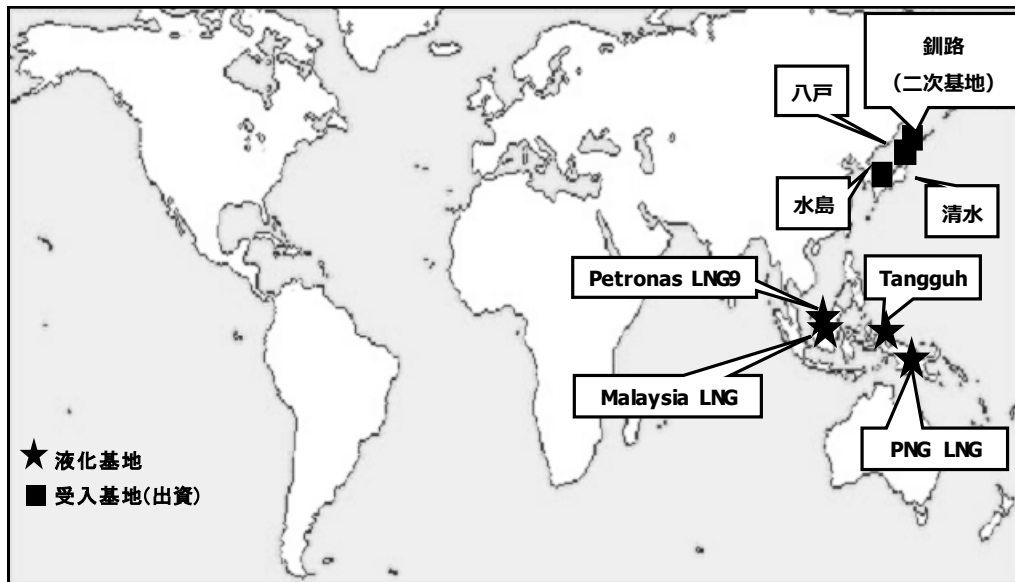 釧路
(二次基地)
八戸
水島
清水
Petronas LNG9
Tangguh
Malaysia LNG
PNG LNG
★ 液化基地
■ 受入基地(出資)